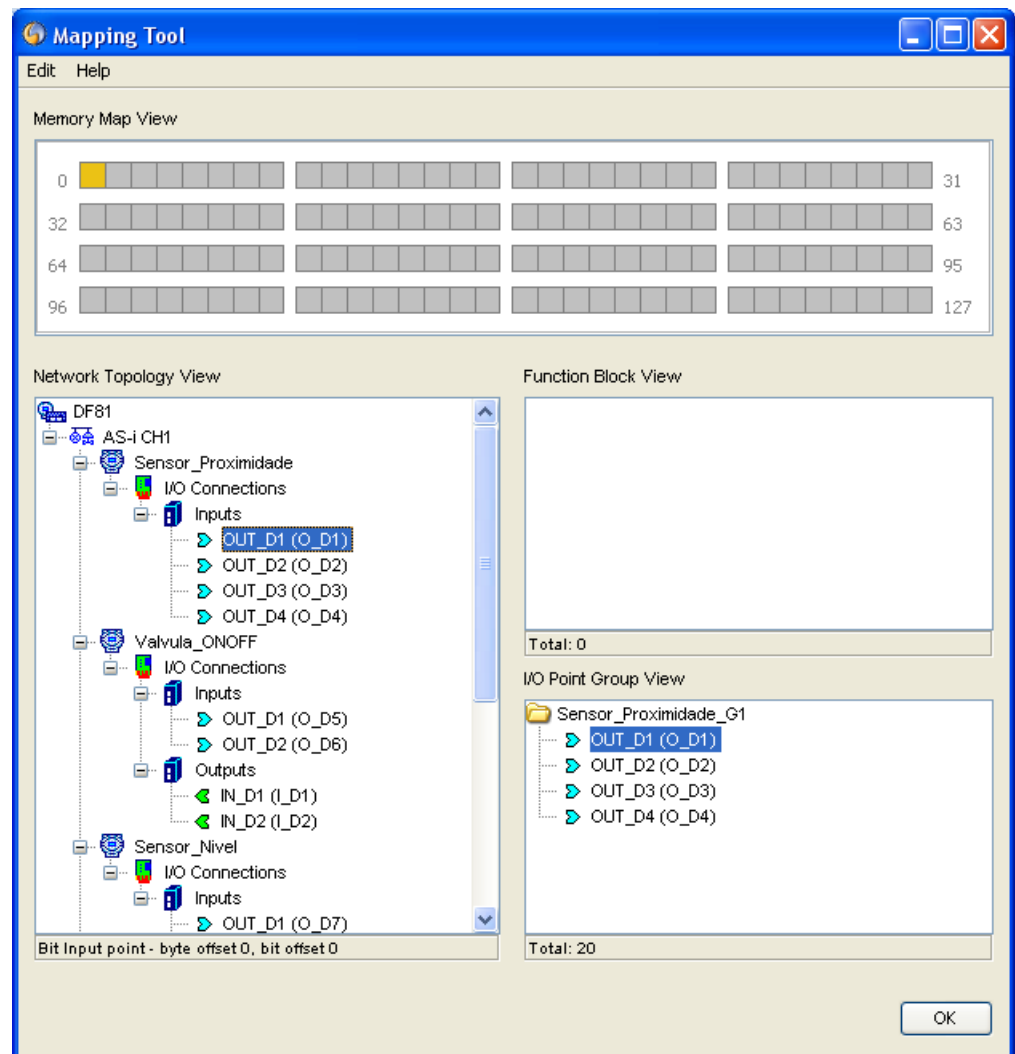 Mapping Tool
Edit Help
Memory Map View
0 31
32 63
64 95
96 127
Network Topology View
DF81
AS-i CH1
Sensor_Proximidade
I/O Connections
Inputs
OUT_D1 (O_D1)
OUT_D2 (O_D2)
OUT_D3 (O_D3)
OUT_D4 (O_D4)
Valvula_ONOFF
I/O Connections
Inputs
OUT_D1 (O_D5)
OUT_D2 (O_D6)
Outputs
IN_D1 (I_D1)
IN_D2 (I_D2)
Sensor_Nivel
I/O Connections
Inputs
OUT_D1 (O_D7)
Bit Input point - byte offset 0, bit offset 0
Function Block View
Total: 0
I/O Point Group View
Sensor_Proximidade_G1
OUT_D1 (O_D1)
OUT_D2 (O_D2)
OUT_D3 (O_D3)
OUT_D4 (O_D4)
Total: 20
OK